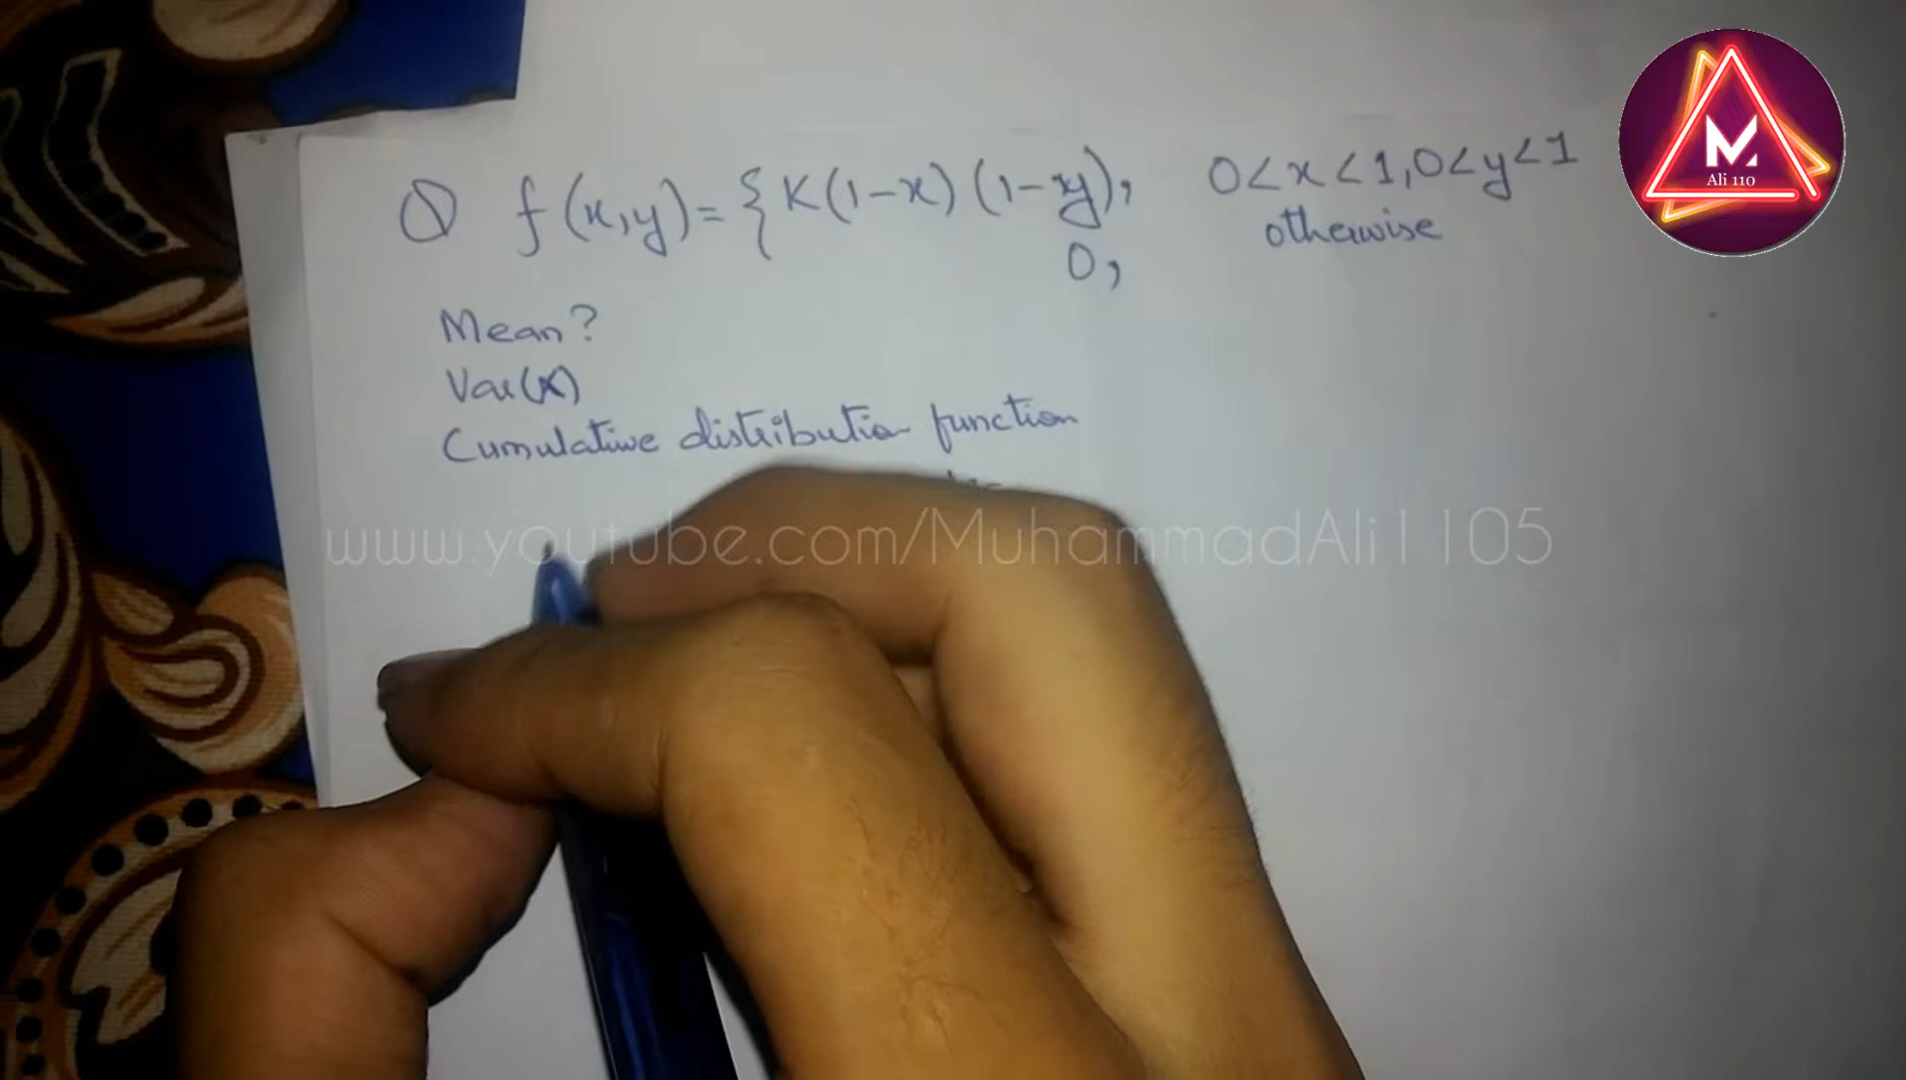 Q f(x,y)= { K(1-x)(1-xy), 0<x<1, 0<y<1
0, otherwise
Mean?
Var(X)
Cumulative distribution function
www.youtube.com/MuhammadAli1105
M
Ali 110